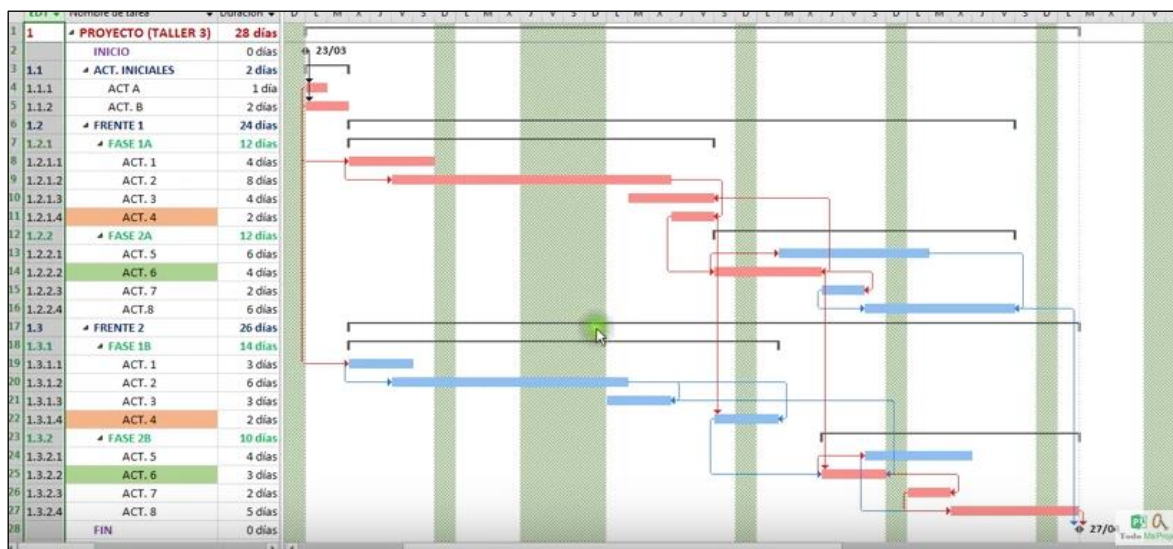 EDT Nombre de tarea Duración D L M X J V S D L M X J V S D L M X J V S D L M X J V S D L M X J V S D L M X J V
1 1 PROYECTO (TALLER 3) 28 días
2 INICIO 0 días 23/03
3 1.1 ACT. INICIALES 2 días
4 1.1.1 ACT A 1 día
5 1.1.2 ACT. B 2 días
6 1.2 FRENTE 1 24 días
7 1.2.1 FASE 1A 12 días
8 1.2.1.1 ACT. 1 4 días
9 1.2.1.2 ACT. 2 8 días
10 1.2.1.3 ACT. 3 4 días
11 1.2.1.4 ACT. 4 2 días
12 1.2.2 FASE 2A 12 días
13 1.2.2.1 ACT. 5 6 días
14 1.2.2.2 ACT. 6 4 días
15 1.2.2.3 ACT. 7 2 días
16 1.2.2.4 ACT.8 6 días
17 1.3 FRENTE 2 26 días
18 1.3.1 FASE 1B 14 días
19 1.3.1.1 ACT. 1 3 días
20 1.3.1.2 ACT. 2 6 días
21 1.3.1.3 ACT. 3 3 días
22 1.3.1.4 ACT. 4 2 días
23 1.3.2 FASE 2B 10 días
24 1.3.2.1 ACT. 5 4 días
25 1.3.2.2 ACT. 6 3 días
26 1.3.2.3 ACT. 7 2 días
27 1.3.2.4 ACT. 8 5 días
28 FIN 0 días 27/0